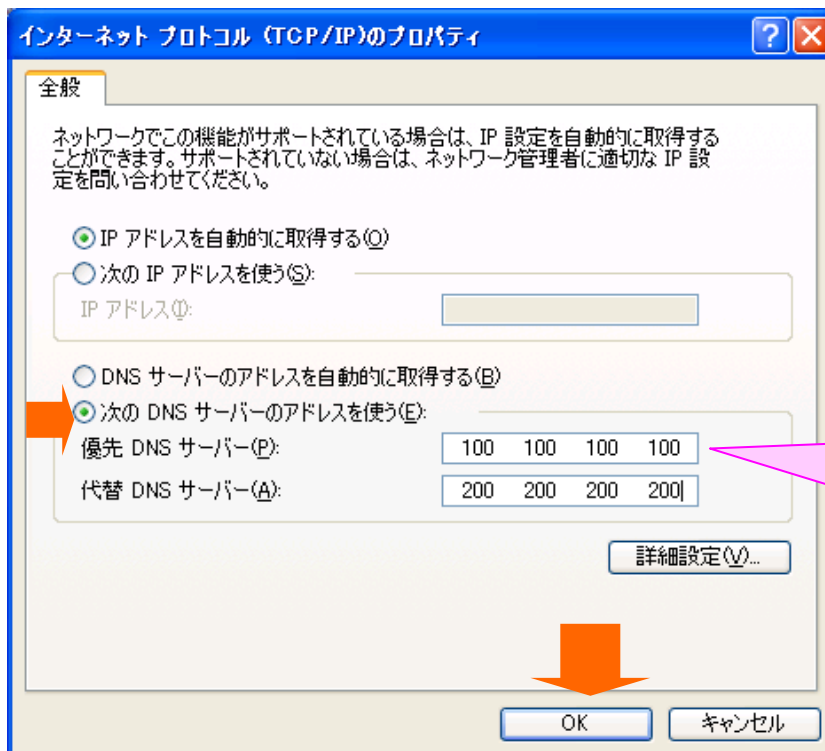 インターネット プロトコル (TCP/IP)のプロパティ
全般
ネットワークでこの機能がサポートされている場合は、IP 設定を自動的に取得する
ことができます。サポートされていない場合は、ネットワーク管理者に適切な IP 設
定を問い合わせてください。
IP アドレスを自動的に取得する(O)
次の IP アドレスを使う(S):
IP アドレス(I):
DNS サーバーのアドレスを自動的に取得する(B)
次の DNS サーバーのアドレスを使う(E):
優先 DNS サーバー(P): 100 100 100 100
代替 DNS サーバー(A): 200 200 200 200
詳細設定(V)...
OK キャンセル